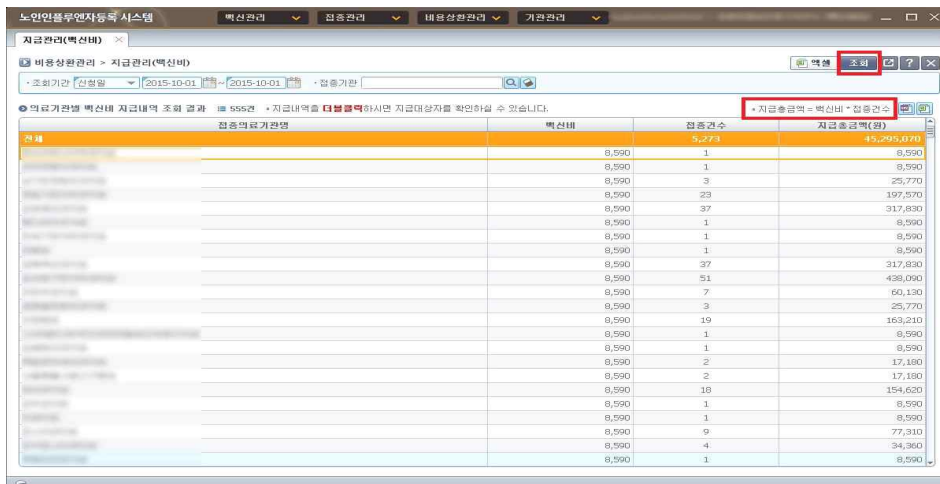 노인인플루엔자등록 시스템 백신관리 접종관리 비용상환관리 기관관리
지급관리(백신비)
비용상환관리 > 지급관리(백신비) 엑셀 조회
• 조회기간 신청일 2015-10-01 ~ 2015-10-01 • 접종기관
의료기관별 백신비 지급내역 조회 결과 555건 • 지급내역을 더블클릭하시면 지급대상자를 확인하실 수 있습니다. • 지급총금액 = 백신비 * 접종건수
접종의료기관명 백신비 접종건수 지급총금액(원)
전체 5,273 45,295,070
8,590 1 8,590
8,590 1 8,590
8,590 3 25,770
8,590 23 197,570
8,590 37 317,830
8,590 1 8,590
8,590 1 8,590
8,590 1 8,590
8,590 37 317,830
8,590 51 438,090
8,590 7 60,130
8,590 3 25,770
8,590 19 163,210
8,590 1 8,590
8,590 1 8,590
8,590 2 17,180
8,590 2 17,180
8,590 18 154,620
8,590 1 8,590
8,590 1 8,590
8,590 9 77,310
8,590 4 34,360
8,590 1 8,590